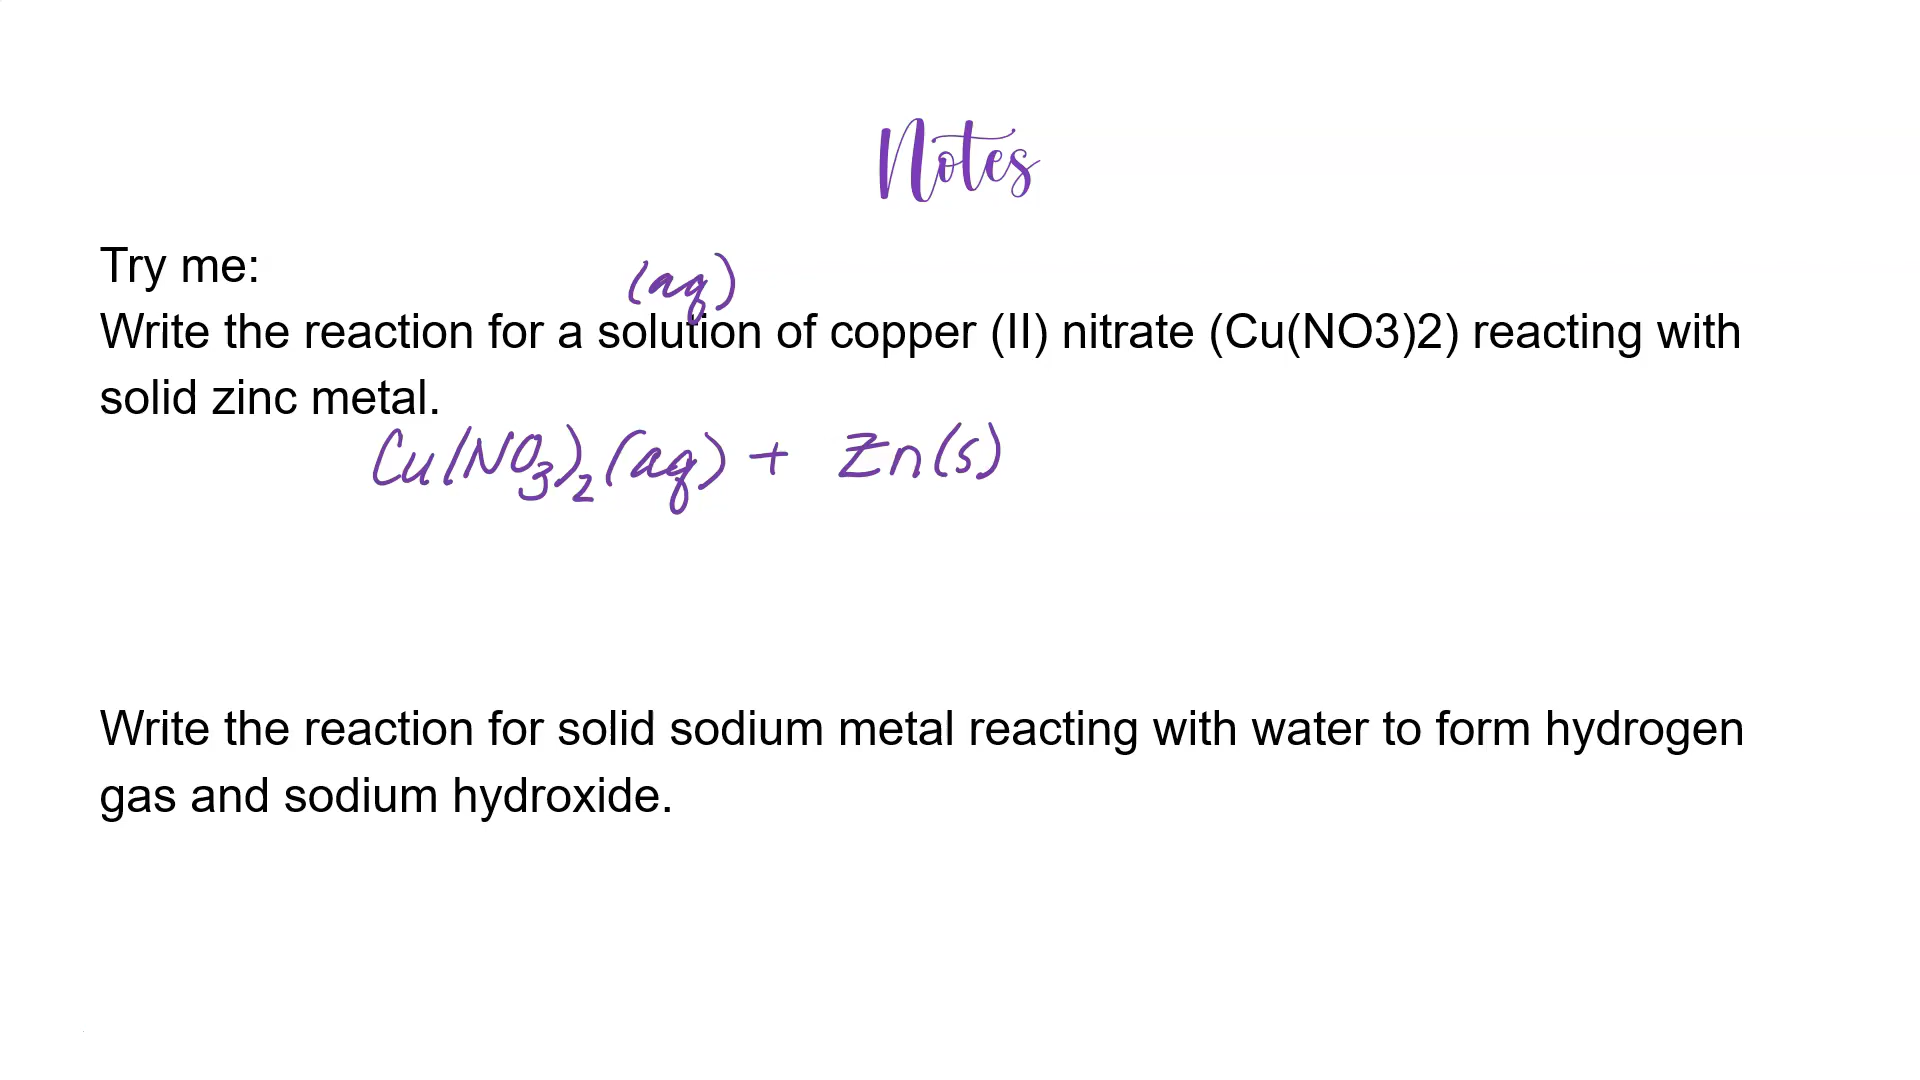 Notes
Try me:
(aq)
Write the reaction for a solution of copper (II) nitrate (Cu(NO3)2) reacting with
solid zinc metal.
Cu(NO₃)₂(aq) + Zn(s)
Write the reaction for solid sodium metal reacting with water to form hydrogen
gas and sodium hydroxide.